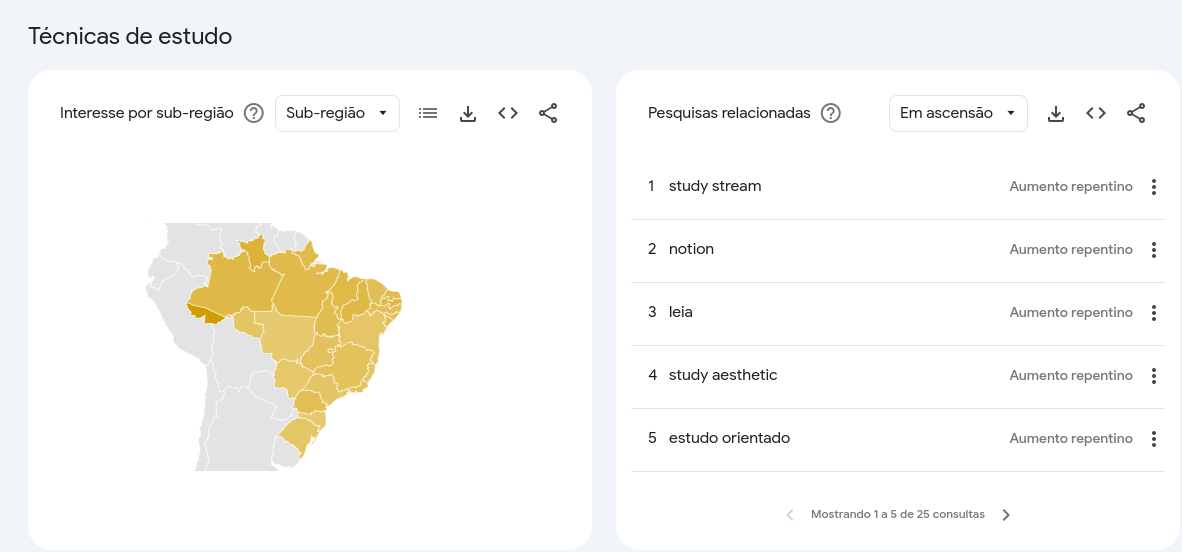 Técnicas de estudo
Interesse por sub-região
Sub-região
Pesquisas relacionadas
Em ascensão
1 study stream Aumento repentino
2 notion Aumento repentino
3 leia Aumento repentino
4 study aesthetic Aumento repentino
5 estudo orientado Aumento repentino
Mostrando 1 a 5 de 25 consultas